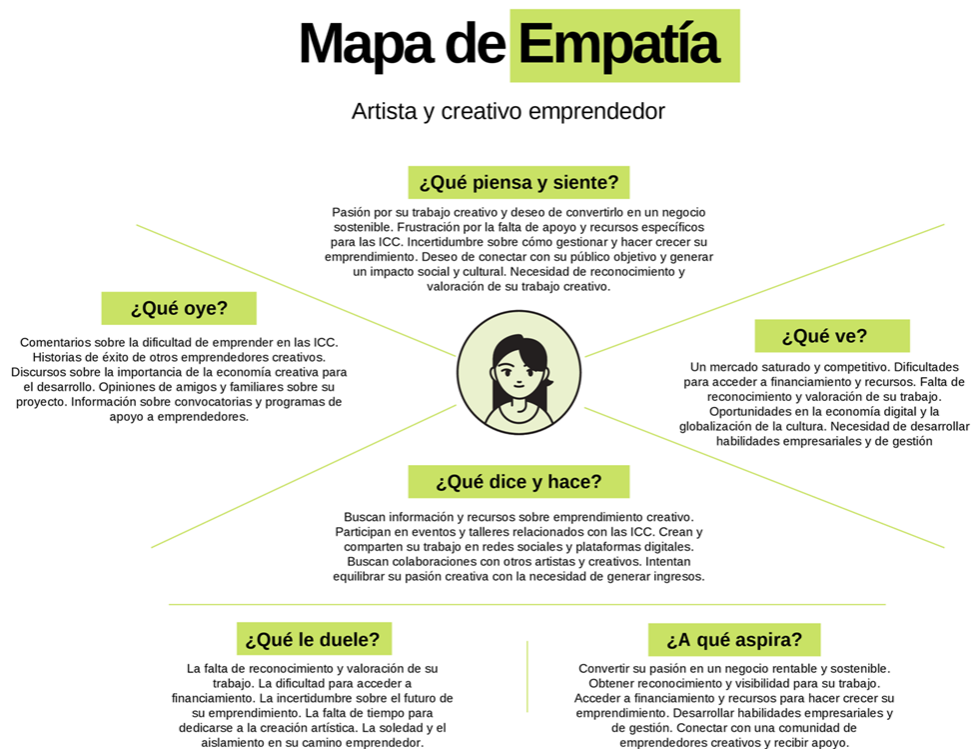 Mapa de Empatía
Artista y creativo emprendedor
¿Qué piensa y siente?
Pasión por su trabajo creativo y deseo de convertirlo en un negocio
sostenible. Frustración por la falta de apoyo y recursos específicos
para las ICC. Incertidumbre sobre cómo gestionar y hacer crecer su
emprendimiento. Deseo de conectar con su público objetivo y generar
un impacto social y cultural. Necesidad de reconocimiento y
valoración de su trabajo creativo.
¿Qué oye?
Comentarios sobre la dificultad de emprender en las ICC.
Historias de éxito de otros emprendedores creativos.
Discursos sobre la importancia de la economía creativa para
el desarrollo. Opiniones de amigos y familiares sobre su
proyecto. Información sobre convocatorias y programas de
apoyo a emprendedores.
¿Qué ve?
Un mercado saturado y competitivo. Dificultades
para acceder a financiamiento y recursos. Falta de
reconocimiento y valoración de su trabajo.
Oportunidades en la economía digital y la
globalización de la cultura. Necesidad de desarrollar
habilidades empresariales y de gestión
¿Qué dice y hace?
Buscan información y recursos sobre emprendimiento creativo.
Participan en eventos y talleres relacionados con las ICC. Crean y
comparten su trabajo en redes sociales y plataformas digitales.
Buscan colaboraciones con otros artistas y creativos. Intentan
equilibrar su pasión creativa con la necesidad de generar ingresos.
¿Qué le duele?
La falta de reconocimiento y valoración de su
trabajo. La dificultad para acceder a
financiamiento. La incertidumbre sobre el futuro de
su emprendimiento. La falta de tiempo para
dedicarse a la creación artística. La soledad y el
aislamiento en su camino emprendedor.
¿A qué aspira?
Convertir su pasión en un negocio rentable y sostenible.
Obtener reconocimiento y visibilidad para su trabajo.
Acceder a financiamiento y recursos para hacer crecer su
emprendimiento. Desarrollar habilidades empresariales y
de gestión. Conectar con una comunidad de
emprendedores creativos y recibir apoyo.